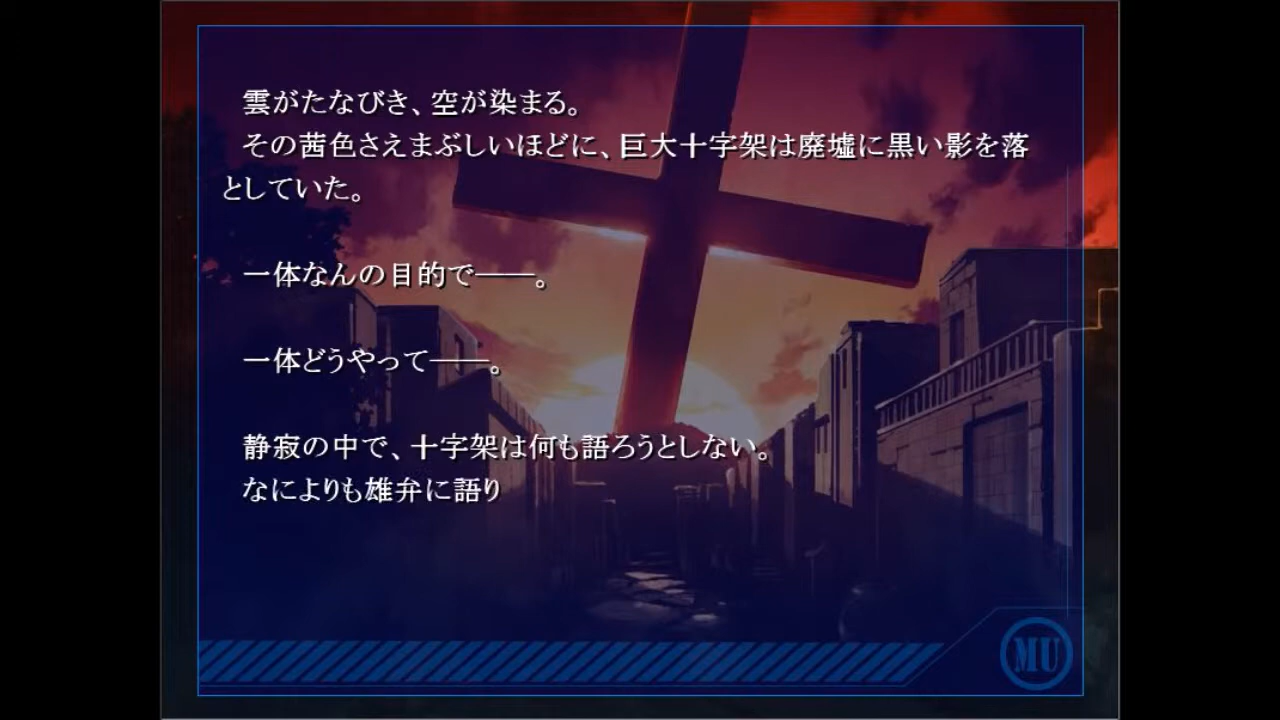 雲がたなびき、空が染まる。
その茜色さえまぶしいほどに、巨大十字架は廃墟に黒い影を落
としていた。
一体なんの目的で――。
一体どうやって――。
静寂の中で、十字架は何も語ろうとしない。
なによりも雄弁に語り
MU